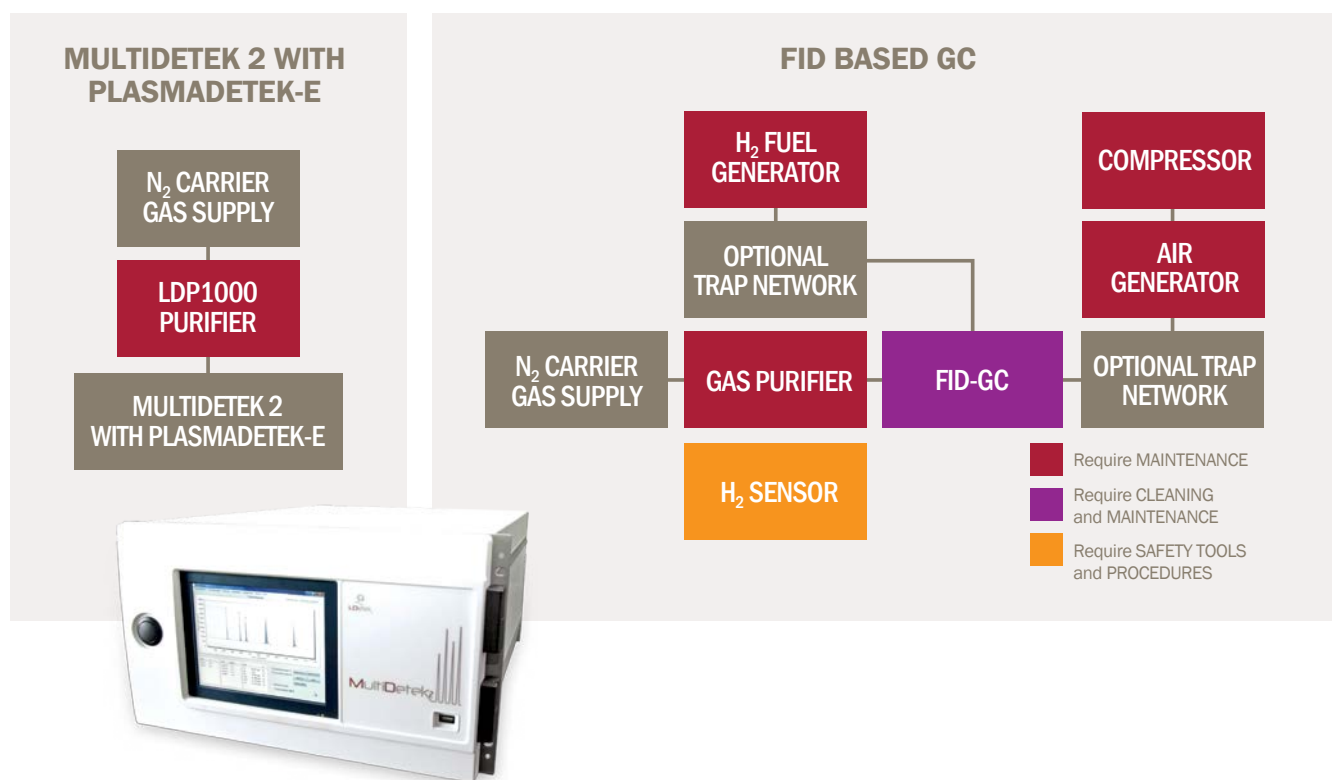 MULTIDETEK 2 WITH
PLASMADETEK-E
N₂ CARRIER
GAS SUPPLY
LDP1000
PURIFIER
MULTIDETEK 2
WITH PLASMADETEK-E
FID BASED GC
H₂ FUEL
GENERATOR
COMPRESSOR
OPTIONAL
TRAP NETWORK
AIR
GENERATOR
N₂ CARRIER
GAS SUPPLY
GAS PURIFIER
FID-GC
OPTIONAL TRAP
NETWORK
H₂ SENSOR
Require MAINTENANCE
Require CLEANING
and MAINTENANCE
Require SAFETY TOOLS
and PROCEDURES
MultiDetek2